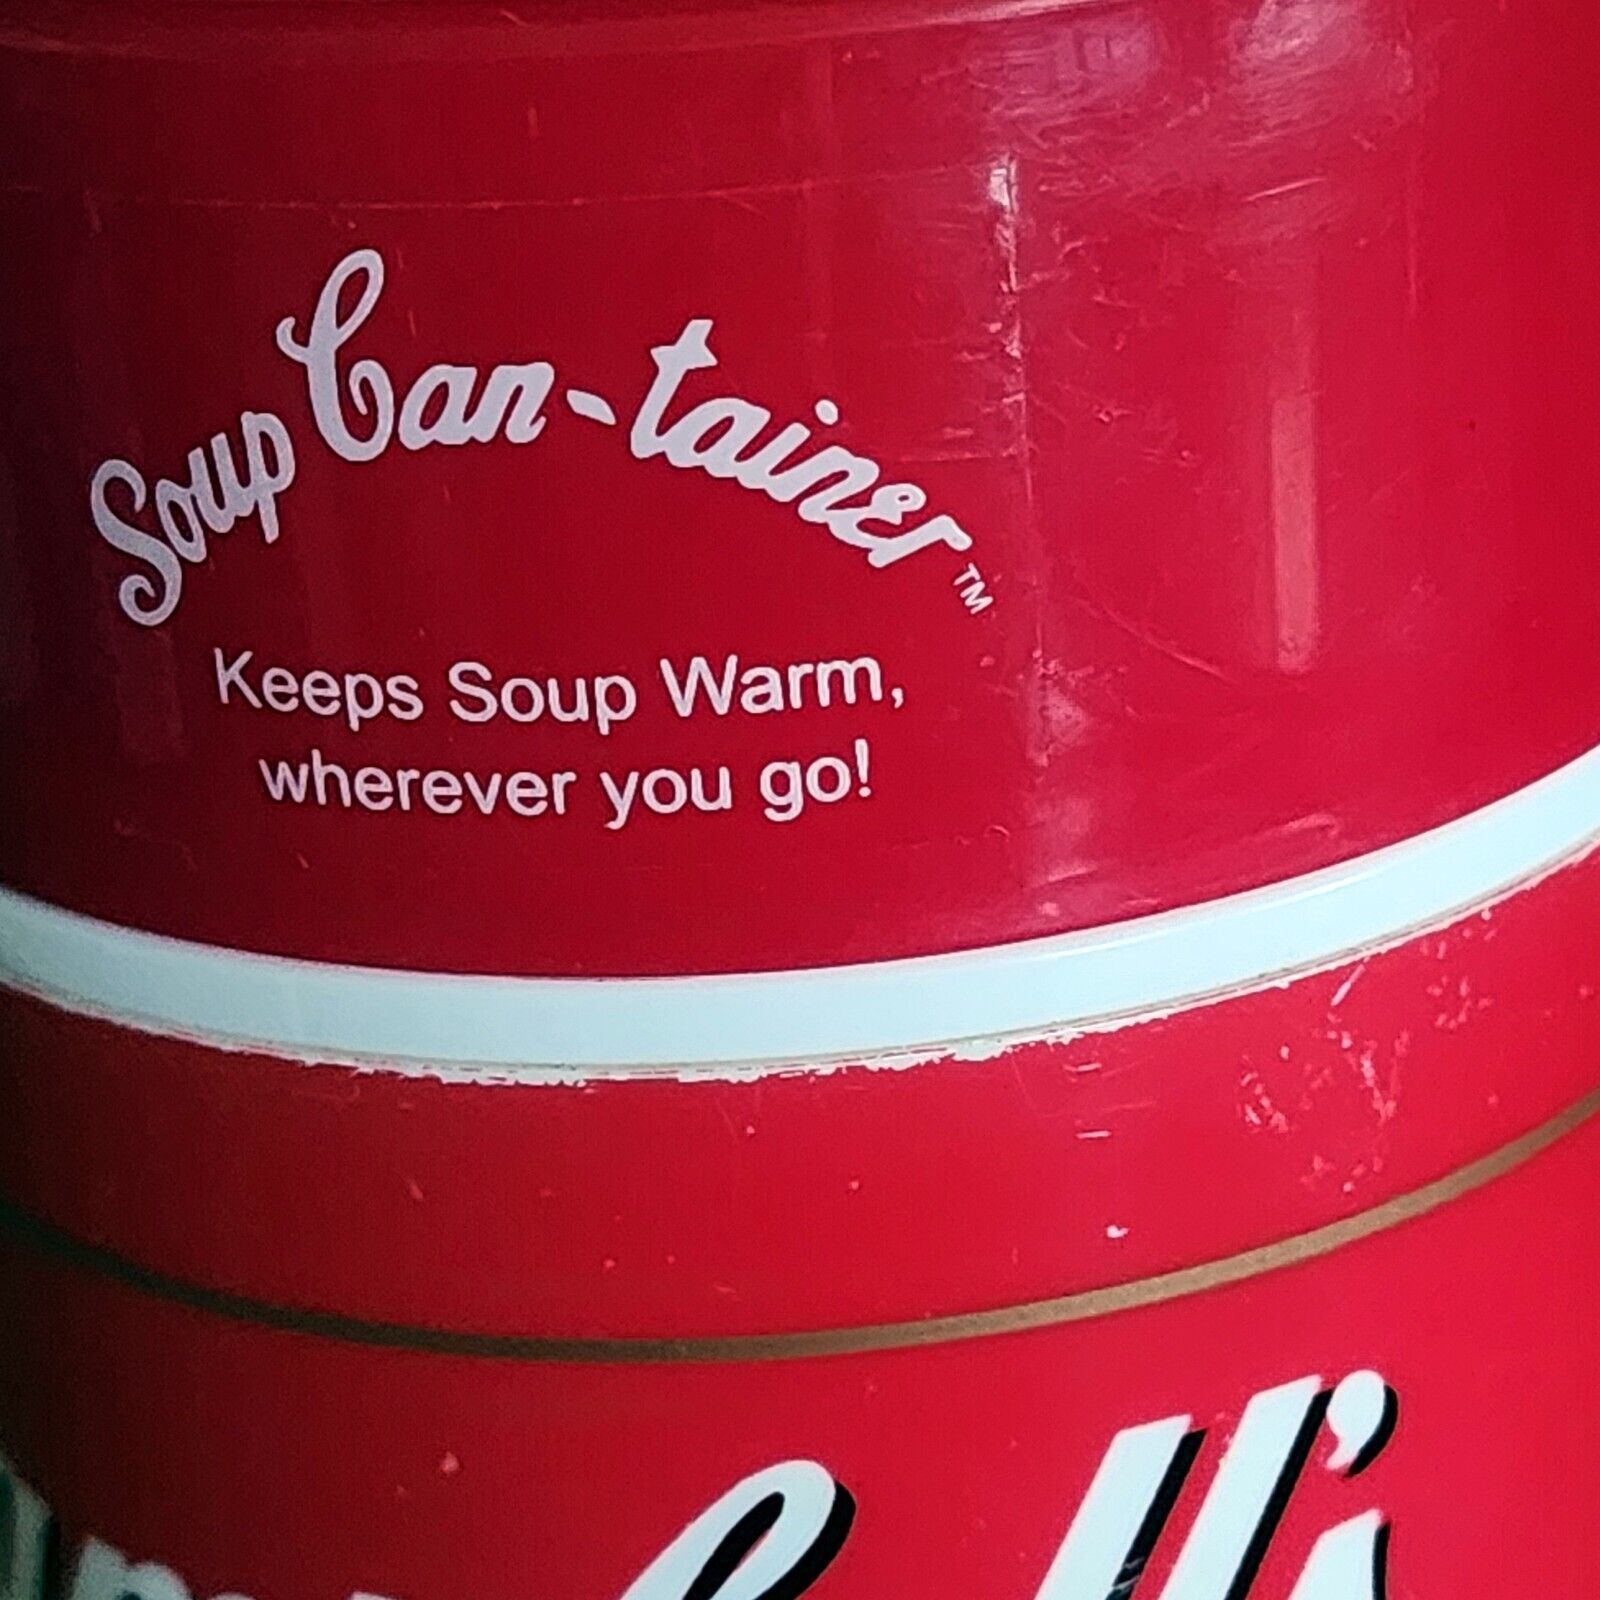 Soup Can-tainer™
Keeps Soup Warm,
wherever you go!